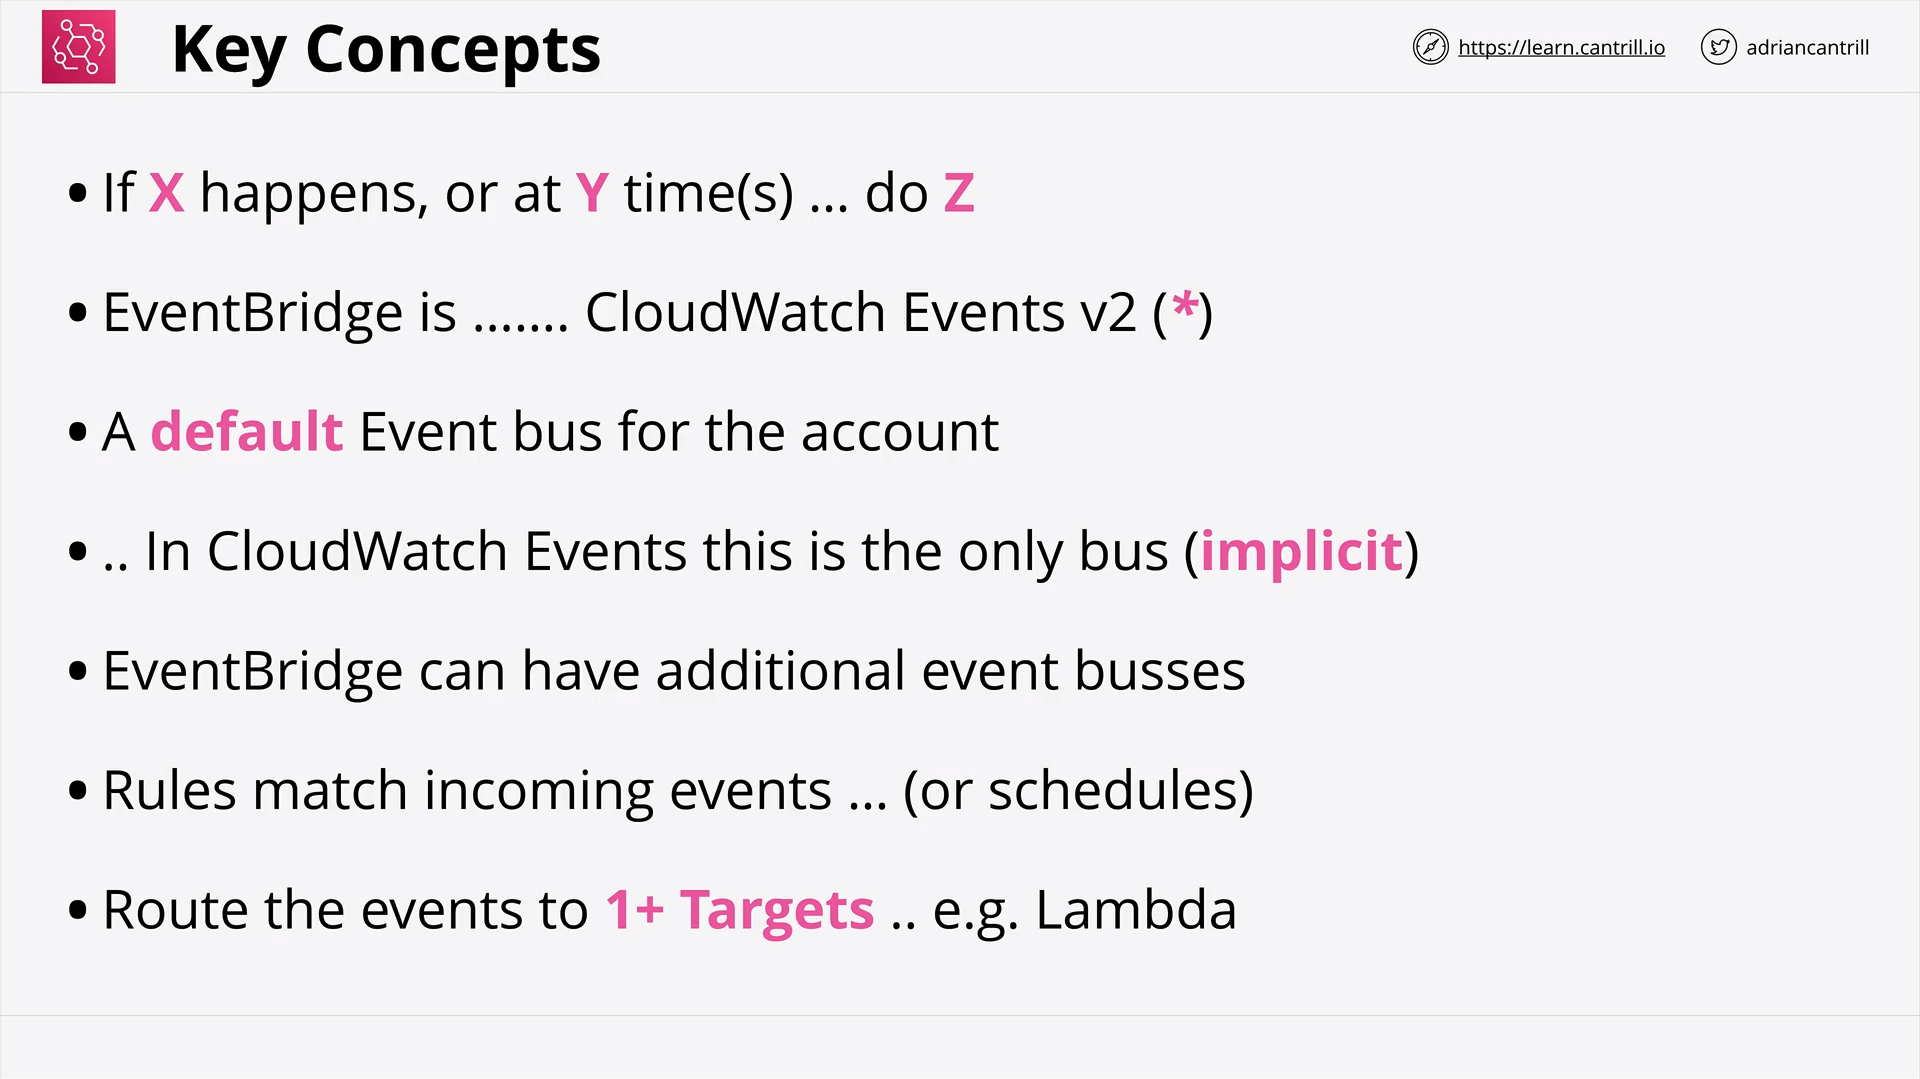 Key Concepts
https://learn.cantrill.io
adriancantrill
• If X happens, or at Y time(s) ... do Z
• EventBridge is ....... CloudWatch Events v2 (*)
• A default Event bus for the account
• .. In CloudWatch Events this is the only bus (implicit)
• EventBridge can have additional event busses
• Rules match incoming events ... (or schedules)
• Route the events to 1+ Targets .. e.g. Lambda